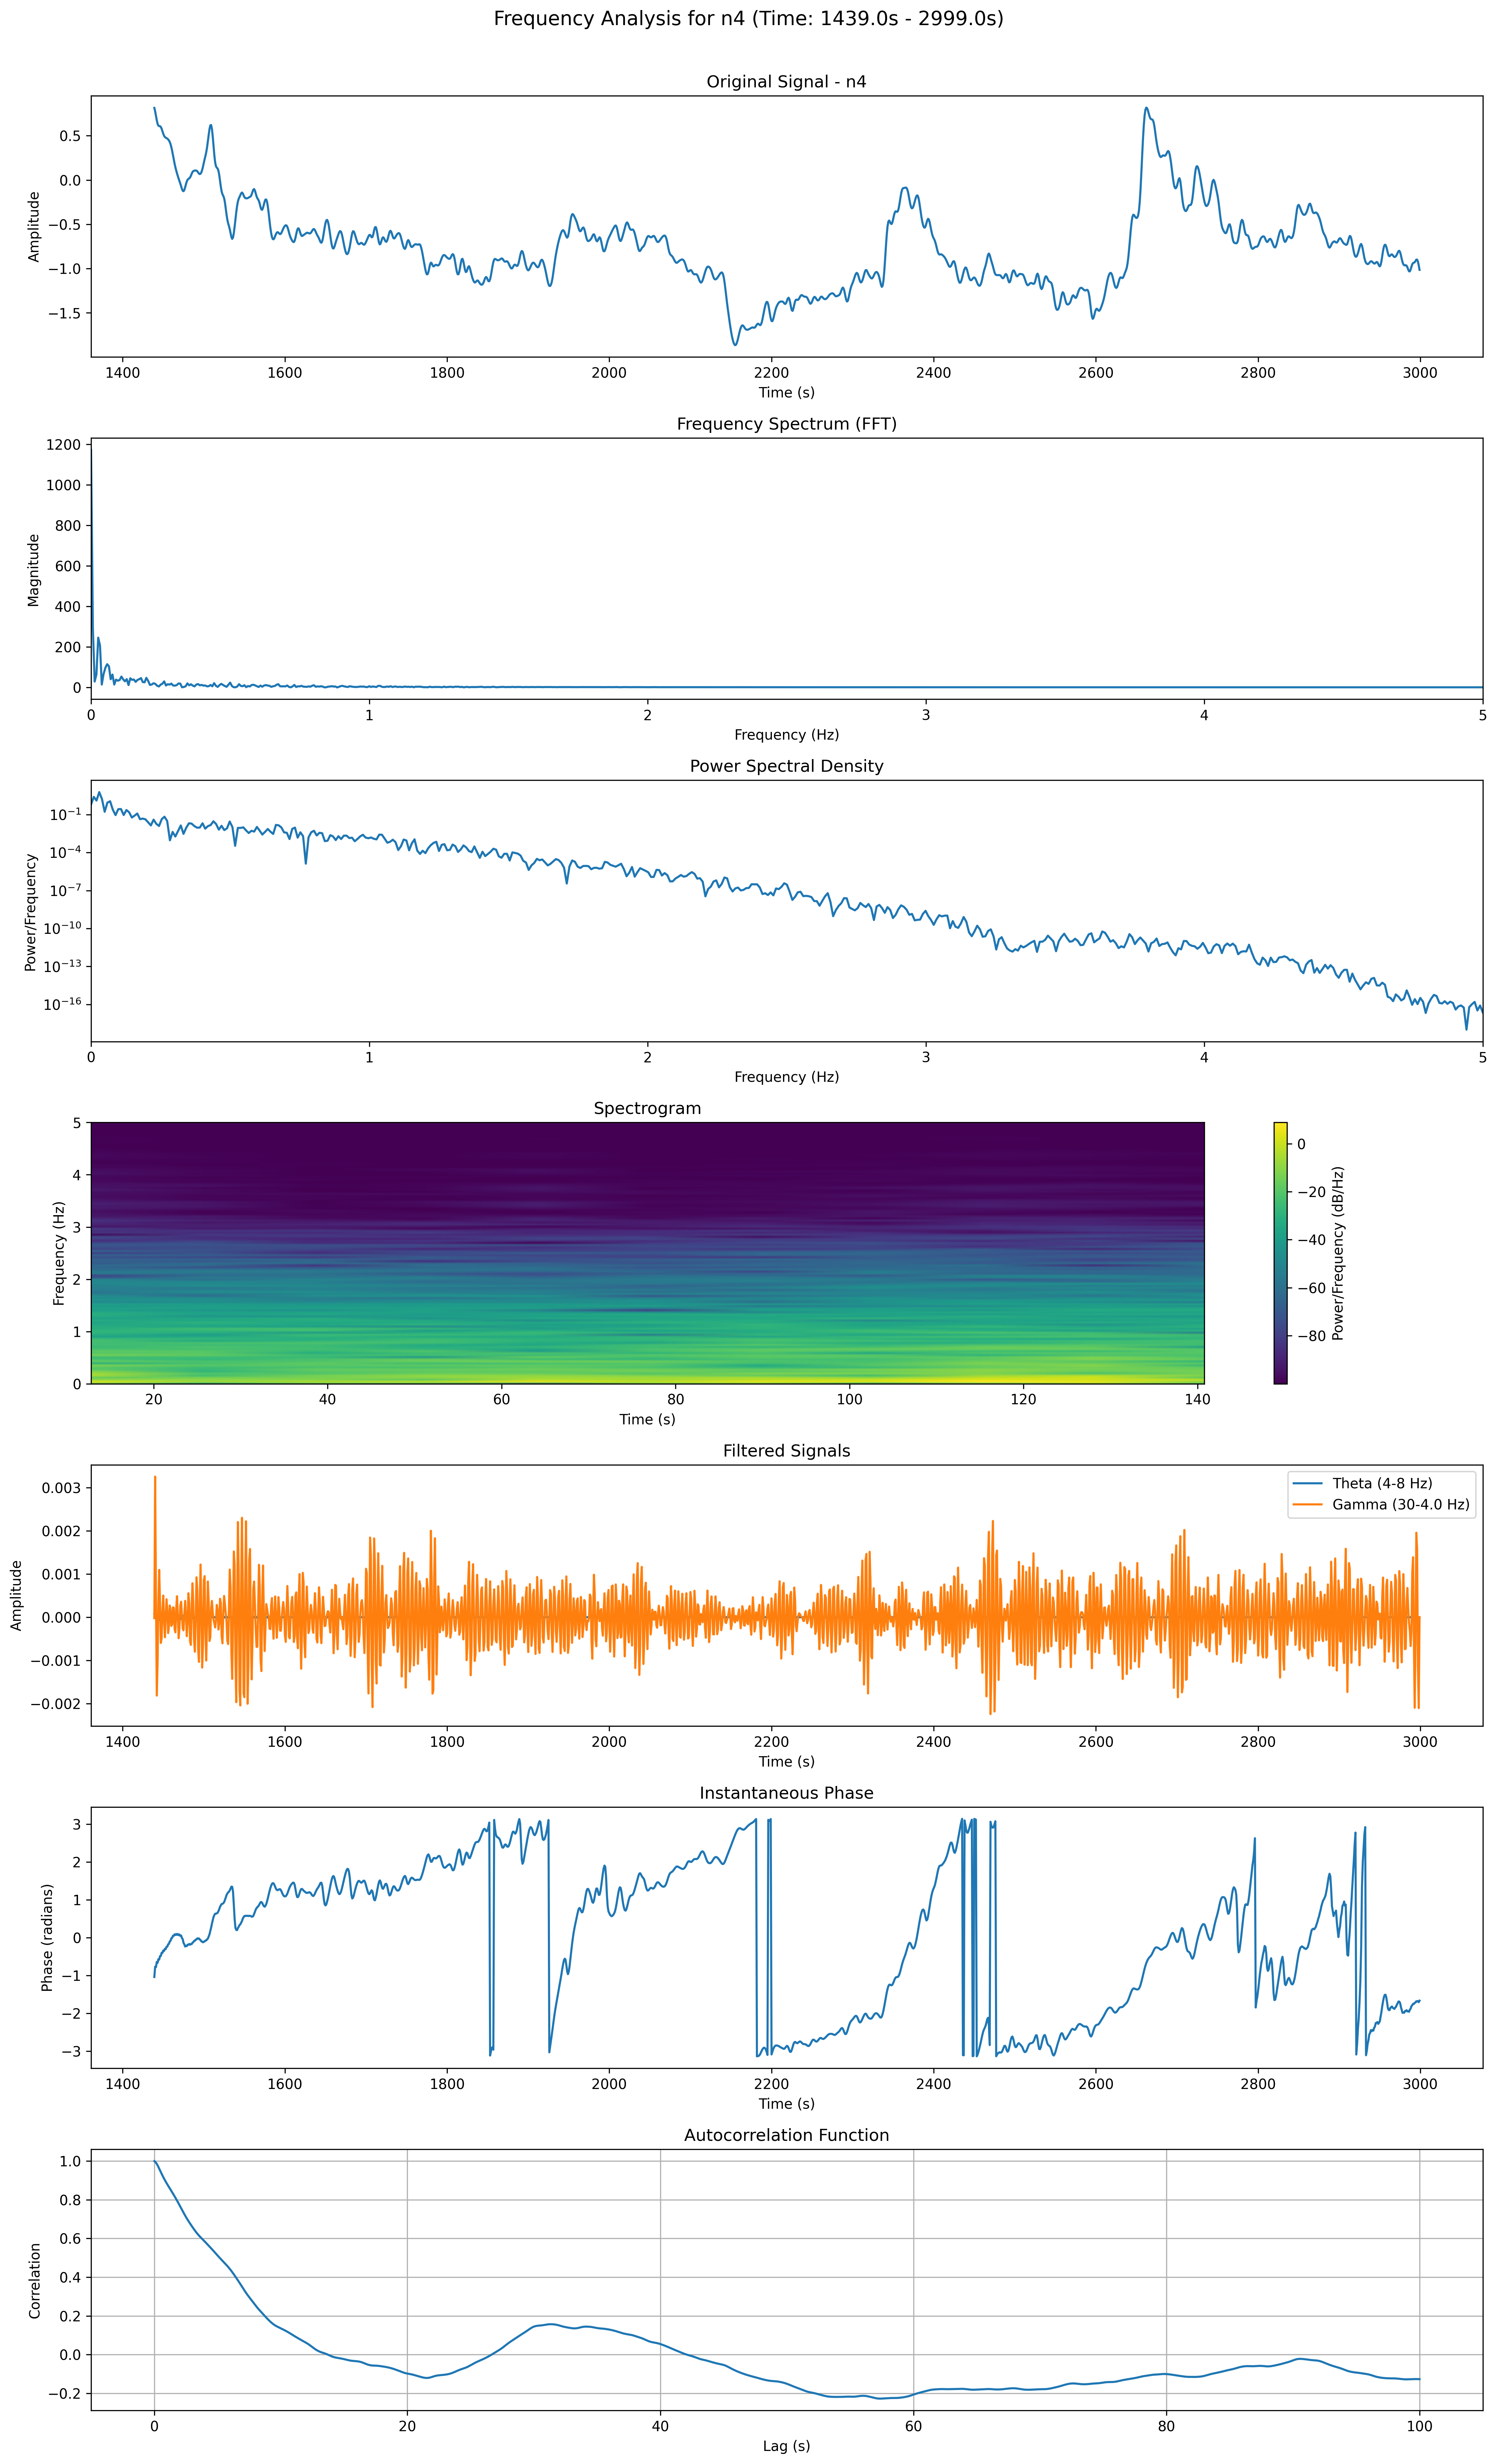 Frequency Analysis for n4 (Time: 1439.0s - 2999.0s)
Original Signal - n4
Amplitude
0.5
0.0
−0.5
−1.0
−1.5
1400 1600 1800 2000 2200 2400 2600 2800 3000
Time (s)
Frequency Spectrum (FFT)
Magnitude
1200
1000
800
600
400
200
0
0 1 2 3 4 5
Frequency (Hz)
Power Spectral Density
Power/Frequency
10⁻¹
10⁻⁴
10⁻⁷
10⁻¹⁰
10⁻¹³
10⁻¹⁶
0 1 2 3 4 5
Frequency (Hz)
Spectrogram
Frequency (Hz)
5
4
3
2
1
0
20 40 60 80 100 120 140
Time (s)
0
−20
−40
−60
−80
Power/Frequency (dB/Hz)
Filtered Signals
Amplitude
0.003
0.002
0.001
0.000
−0.001
−0.002
Theta (4-8 Hz)
Gamma (30-4.0 Hz)
1400 1600 1800 2000 2200 2400 2600 2800 3000
Time (s)
Instantaneous Phase
Phase (radians)
3
2
1
0
−1
−2
−3
1400 1600 1800 2000 2200 2400 2600 2800 3000
Time (s)
Autocorrelation Function
Correlation
1.0
0.8
0.6
0.4
0.2
0.0
−0.2
0 20 40 60 80 100
Lag (s)